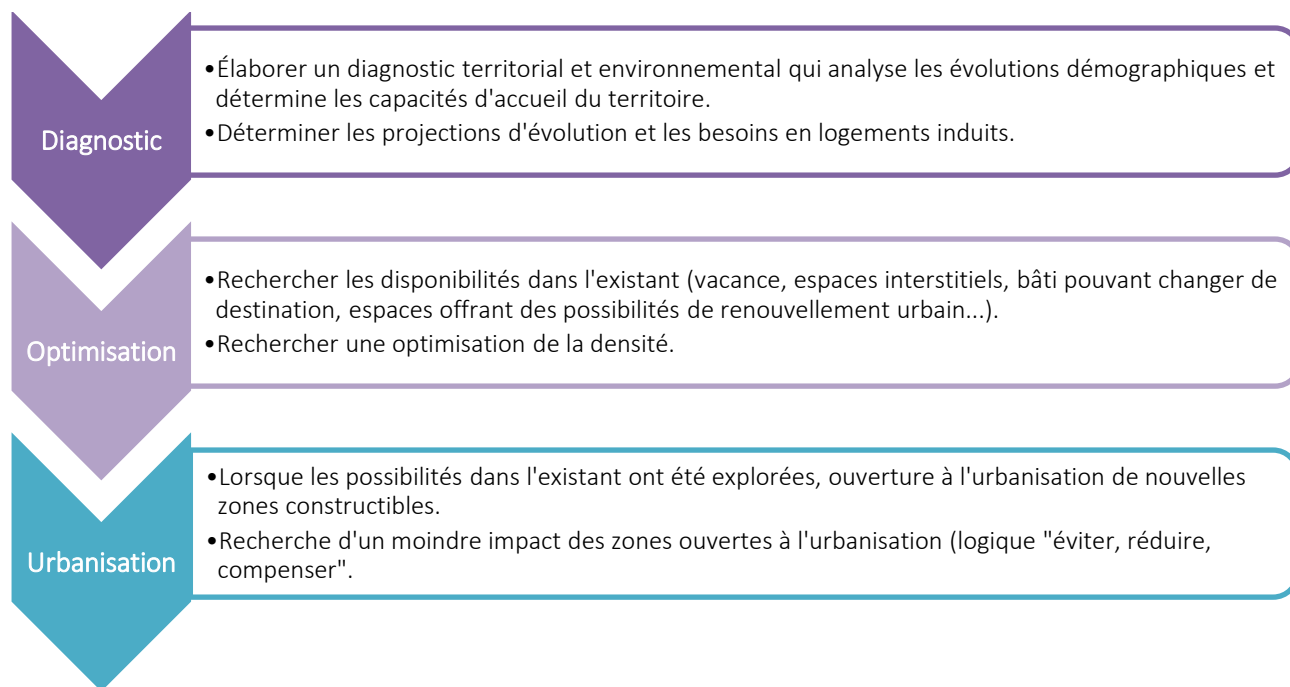 Diagnostic
•Élaborer un diagnostic territorial et environnemental qui analyse les évolutions démographiques et
détermine les capacités d'accueil du territoire.
•Déterminer les projections d'évolution et les besoins en logements induits.
Optimisation
•Rechercher les disponibilités dans l'existant (vacance, espaces interstitiels, bâti pouvant changer de
destination, espaces offrant des possibilités de renouvellement urbain...).
•Rechercher une optimisation de la densité.
Urbanisation
•Lorsque les possibilités dans l'existant ont été explorées, ouverture à l'urbanisation de nouvelles
zones constructibles.
•Recherche d'un moindre impact des zones ouvertes à l'urbanisation (logique "éviter, réduire,
compenser".